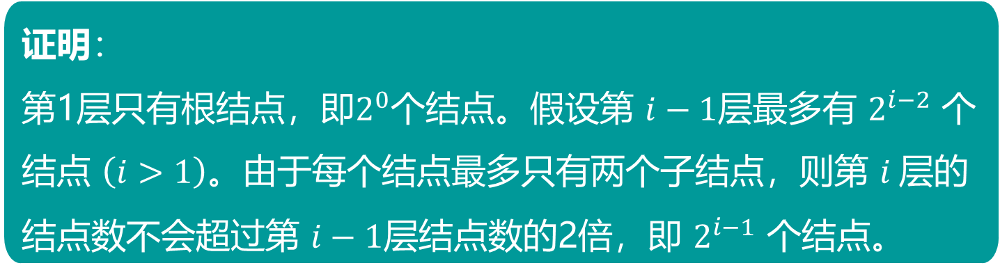 证明：
第1层只有根结点，即2⁰个结点。假设第 i − 1层最多有 2ⁱ⁻² 个
结点 (i > 1)。由于每个结点最多只有两个子结点，则第 i 层的
结点数不会超过第 i − 1层结点数的2倍，即 2ⁱ⁻¹ 个结点。